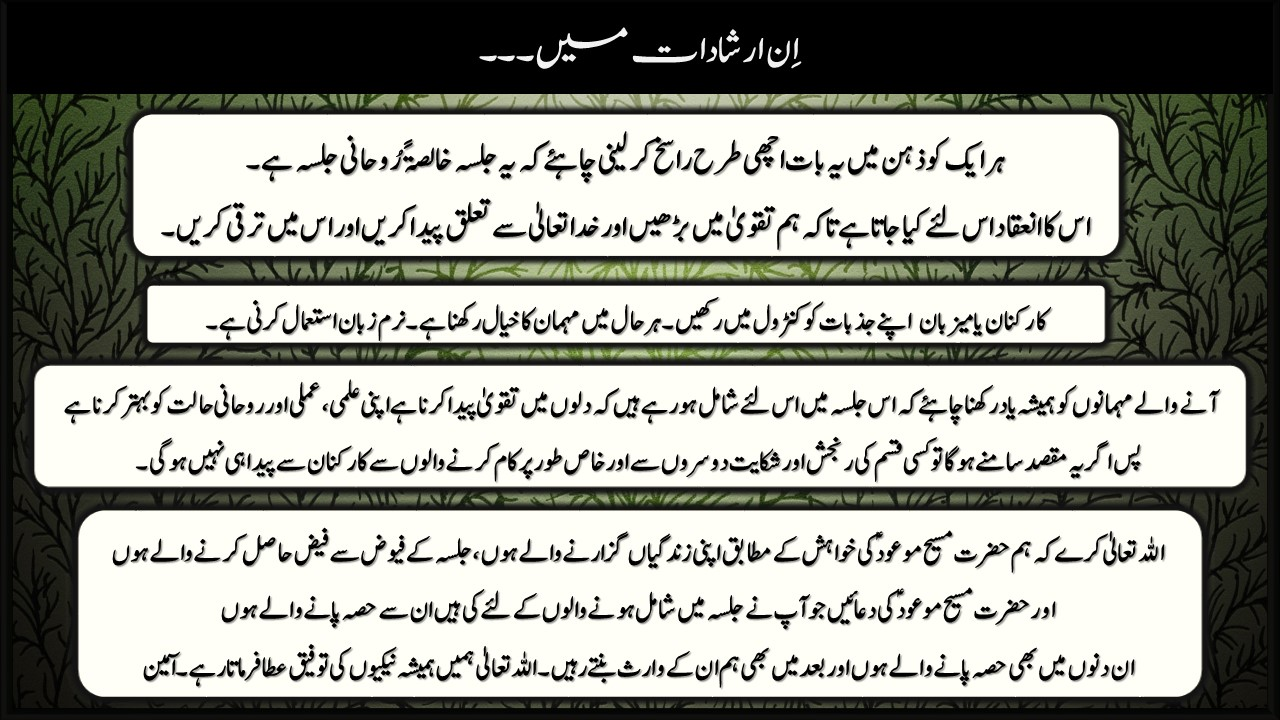 اِن ارشادات میں۔۔۔
ہر ایک کو ذہن میں یہ بات اچھی طرح راسخ کر لینی چاہئے کہ یہ جلسہ خالصۃً رُوحانی جلسہ ہے۔
اس کا انعقاد اس لئے کیا جاتا ہے تاکہ ہم تقویٰ میں بڑھیں اور خدا تعالیٰ سے تعلق پیدا کریں اور اس میں ترقی کریں۔
کارکنان یا میزبان اپنے جذبات کو کنٹرول میں رکھیں۔ ہر حال میں مہمان کا خیال رکھنا ہے۔ نرم زبان استعمال کرنی ہے۔
آنے والے مہمانوں کو ہمیشہ یاد رکھنا چاہئے کہ اس جلسہ میں اس لئے شامل ہو رہے ہیں کہ دلوں میں تقویٰ پیدا کرنا ہے اپنی علمی، عملی اور روحانی حالت کو بہتر کرنا ہے
پس اگر یہ مقصد سامنے ہو گا تو کسی قسم کی رنجش اور شکایت دوسروں سے اور خاص طور پر کام کرنے والوں سے کارکنان سے پیدا ہی نہیں ہو گی۔
اللہ تعالیٰ کرے کہ ہم حضرت مسیح موعودؑ کی خواہش کے مطابق اپنی زندگیاں گزارنے والے ہوں، جلسہ کے فیوض سے فیض حاصل کرنے والے ہوں
اور حضرت مسیح موعودؑ کی دعائیں جو آپ نے جلسہ میں شامل ہونے والوں کے لئے کی ہیں ان سے حصہ پانے والے ہوں
ان دنوں میں بھی حصہ پانے والے ہوں اور بعد میں بھی ہم ان کے وارث بنتے رہیں۔ اللہ تعالیٰ ہمیں ہمیشہ نیکیوں کی توفیق عطا فرماتا رہے۔ آمین